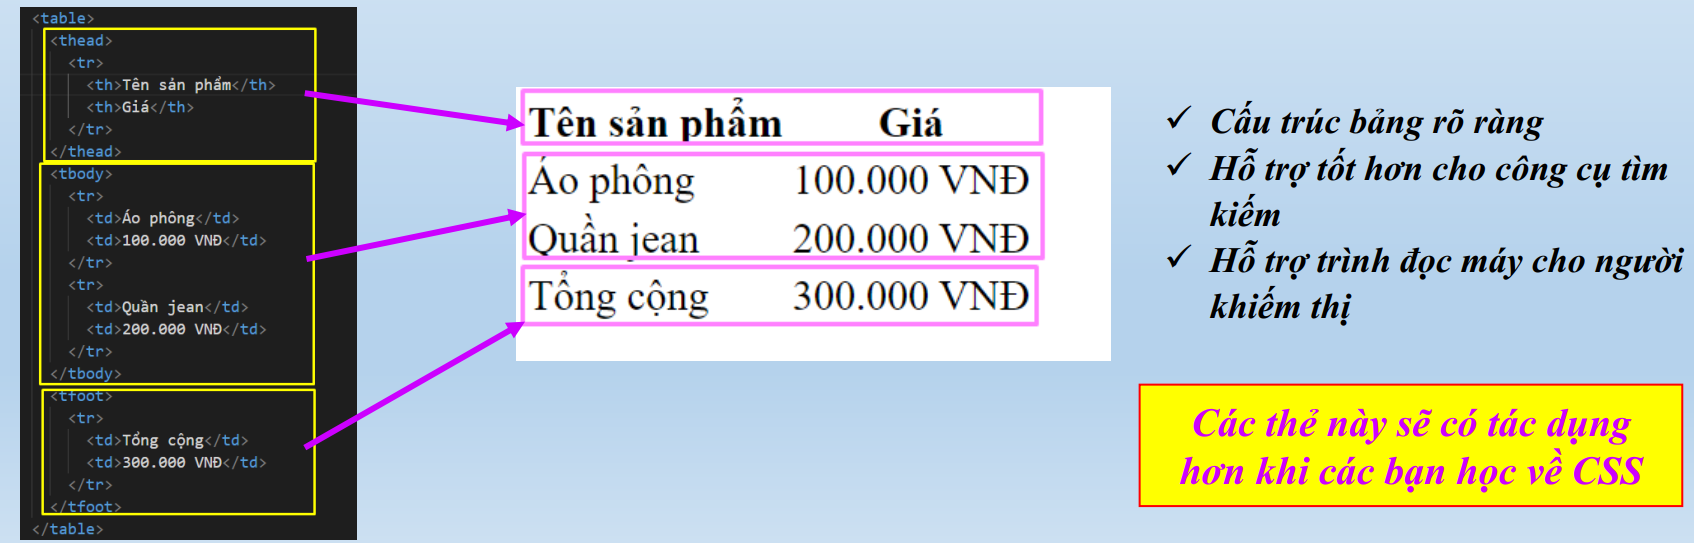 <table>
<thead>
<tr>
<th>Tên sản phẩm</th>
<th>Giá</th>
</tr>
</thead>
<tbody>
<tr>
<td>Áo phông</td>
<td>100.000 VNĐ</td>
</tr>
<tr>
<td>Quần jean</td>
<td>200.000 VNĐ</td>
</tr>
</tbody>
<tfoot>
<tr>
<td>Tổng cộng</td>
<td>300.000 VNĐ</td>
</tr>
</tfoot>
</table>
Tên sản phẩm Giá
Áo phông 100.000 VNĐ
Quần jean 200.000 VNĐ
Tổng cộng 300.000 VNĐ
✓ Cấu trúc bảng rõ ràng
✓ Hỗ trợ tốt hơn cho công cụ tìm
kiếm
✓ Hỗ trợ trình đọc máy cho người
khiếm thị
Các thẻ này sẽ có tác dụng
hơn khi các bạn học về CSS